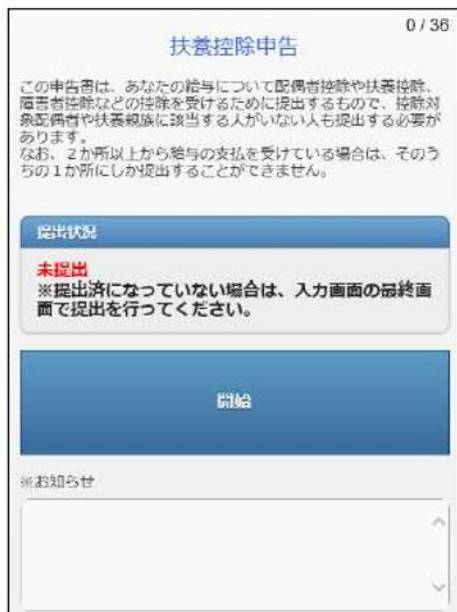 0 / 36
扶養控除申告
この申告書は、あなたの給与について配偶者控除や扶養控除、
障害者控除などの控除を受けるために提出するもので、控除対
象配偶者や扶養親族に該当する人がいない人も提出する必要が
あります。
なお、２か所以上から給与の支払を受けている場合は、そのう
ちの１か所にしか提出することができません。
提出状況
未提出
※提出済になっていない場合は、入力画面の最終画
面で提出を行ってください。
開始
※お知らせ